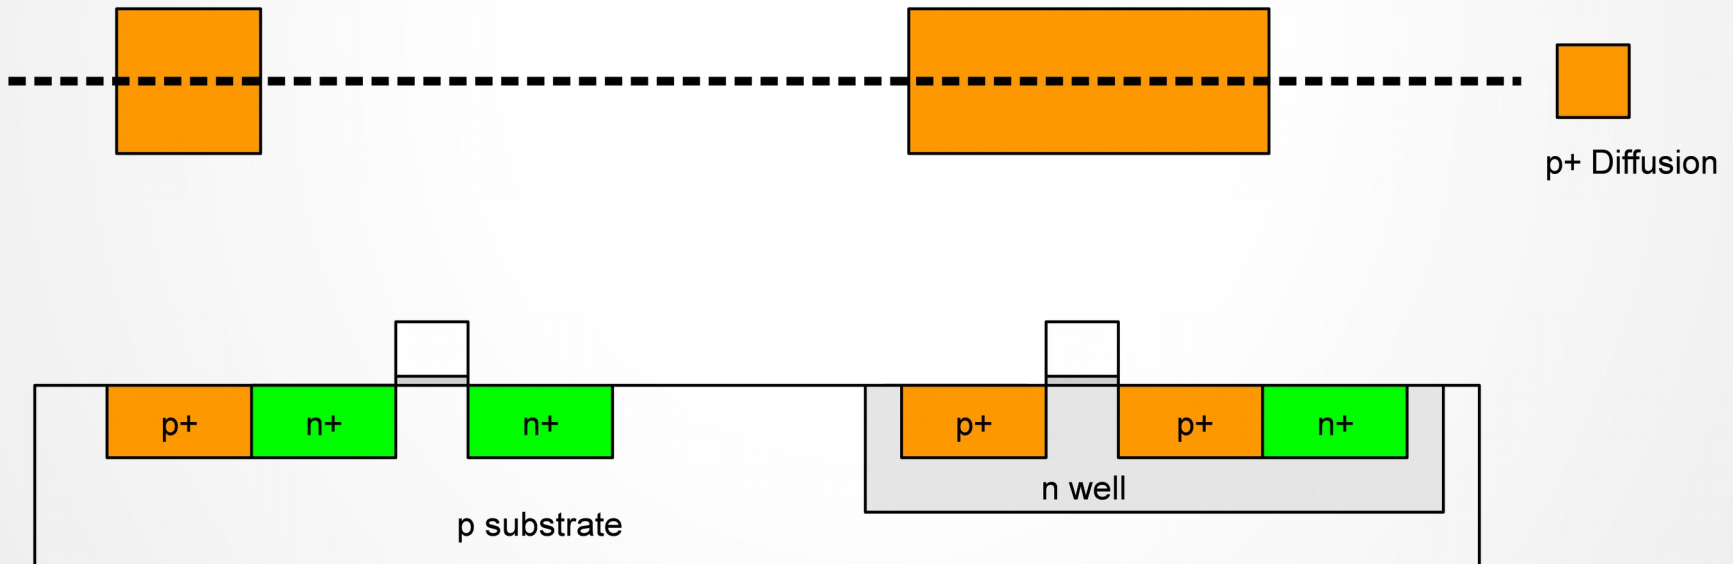 p+ Diffusion
p+
n+
n+
p+
p+
n+
n well
p substrate